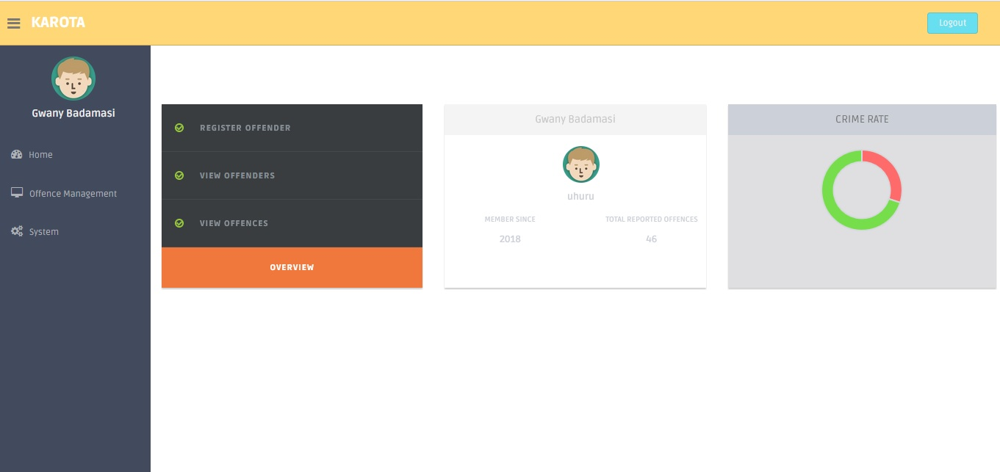 KAROTA
Logout
Gwany Badamasi
Home
Offence Management
System
REGISTER OFFENDER
VIEW OFFENDERS
VIEW OFFENCES
OVERVIEW
Gwany Badamasi
uhuru
MEMBER SINCE
2018
TOTAL REPORTED OFFENCES
46
CRIME RATE